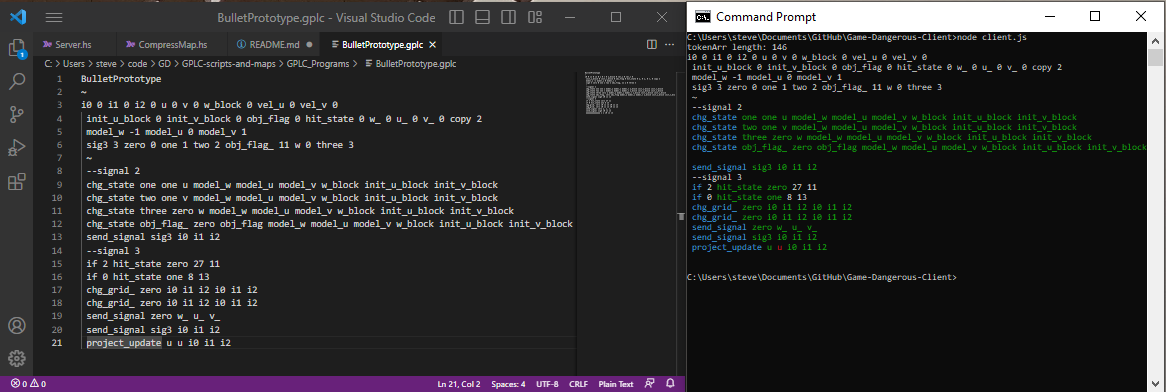 BulletPrototype.gplc - Visual Studio Code
Server.hs
CompressMap.hs
README.md
BulletPrototype.gplc
C: > Users > steve > code > GD > GPLC-scripts-and-maps > GPLC_Programs > BulletPrototype.gplc
1 BulletPrototype
2 ~
3 i0 0 i1 0 i2 0 u 0 v 0 w_block 0 vel_u 0 vel_v 0
4 init_u_block 0 init_v_block 0 obj_flag 0 hit_state 0 w_ 0 u_ 0 v_ 0 copy 2
5 model_w -1 model_u 0 model_v 1
6 sig3 3 zero 0 one 1 two 2 obj_flag_ 11 w 0 three 3
7 ~
8 --signal 2
9 chg_state one one u model_w model_u model_v w_block init_u_block init_v_block
10 chg_state two one v model_w model_u model_v w_block init_u_block init_v_block
11 chg_state three zero w model_w model_u model_v w_block init_u_block init_v_block
12 chg_state obj_flag_ zero obj_flag model_w model_u model_v w_block init_u_block init_v_block
13 send_signal sig3 i0 i1 i2
14 --signal 3
15 if 2 hit_state zero 27 11
16 if 0 hit_state one 8 13
17 chg_grid_ zero i0 i1 i2 i0 i1 i2
18 chg_grid_ zero i0 i1 i2 i0 i1 i2
19 send_signal zero w_ u_ v_
20 send_signal sig3 i0 i1 i2
21 project_update u u i0 i1 i2
0 0
Ln 21, Col 2 Spaces: 4 UTF-8 CRLF Plain Text
Command Prompt
C:\Users\steve\Documents\GitHub\Game-Dangerous-Client>node client.js
tokenArr length: 146
i0 0 i1 0 i2 0 u 0 v 0 w_block 0 vel_u 0 vel_v 0
init_u_block 0 init_v_block 0 obj_flag 0 hit_state 0 w_ 0 u_ 0 v_ 0 copy 2
model_w -1 model_u 0 model_v 1
sig3 3 zero 0 one 1 two 2 obj_flag_ 11 w 0 three 3
~
--signal 2
chg_state one one u model_w model_u model_v w_block init_u_block init_v_block
chg_state two one v model_w model_u model_v w_block init_u_block init_v_block
chg_state three zero w model_w model_u model_v w_block init_u_block init_v_block
chg_state obj_flag_ zero obj_flag model_w model_u model_v w_block init_u_block init_v_block
send_signal sig3 i0 i1 i2
--signal 3
if 2 hit_state zero 27 11
if 0 hit_state one 8 13
chg_grid_ zero i0 i1 i2 i0 i1 i2
chg_grid_ zero i0 i1 i2 i0 i1 i2
send_signal zero w_ u_ v_
send_signal sig3 i0 i1 i2
project_update u u i0 i1 i2
C:\Users\steve\Documents\GitHub\Game-Dangerous-Client>